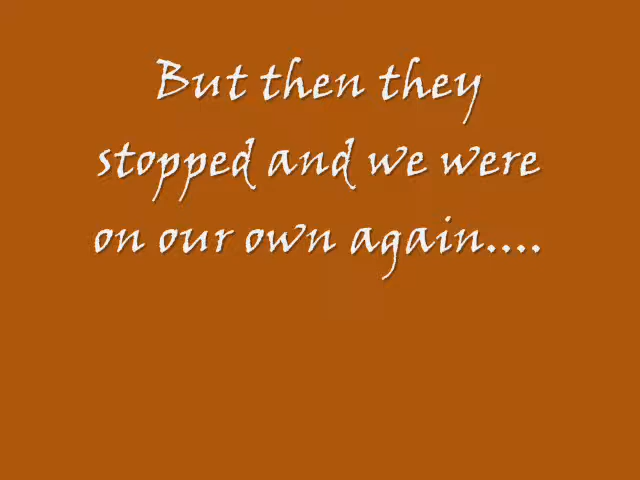 But then they
stopped and we were
on our own again....